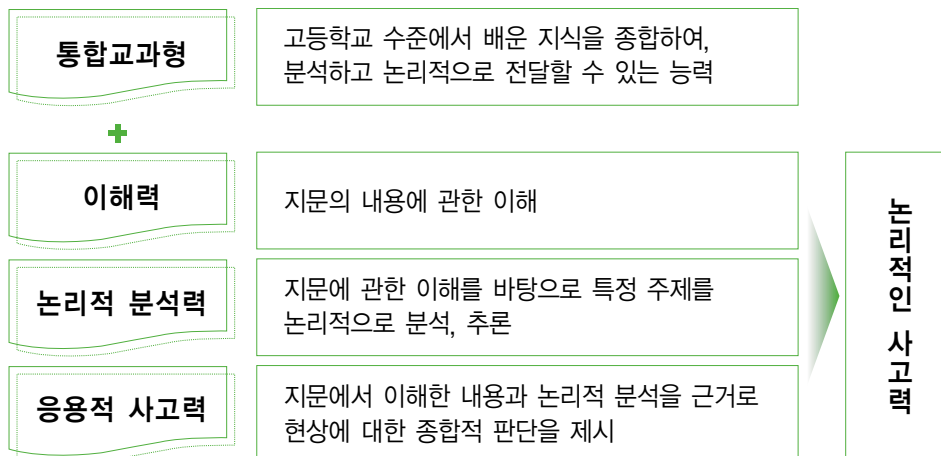 통합교과형
고등학교 수준에서 배운 지식을 종합하여,
분석하고 논리적으로 전달할 수 있는 능력
+
이해력
지문의 내용에 관한 이해
논리적 분석력
지문에 관한 이해를 바탕으로 특정 주제를
논리적으로 분석, 추론
응용적 사고력
지문에서 이해한 내용과 논리적 분석을 근거로
현상에 대한 종합적 판단을 제시
논리적인 사고력